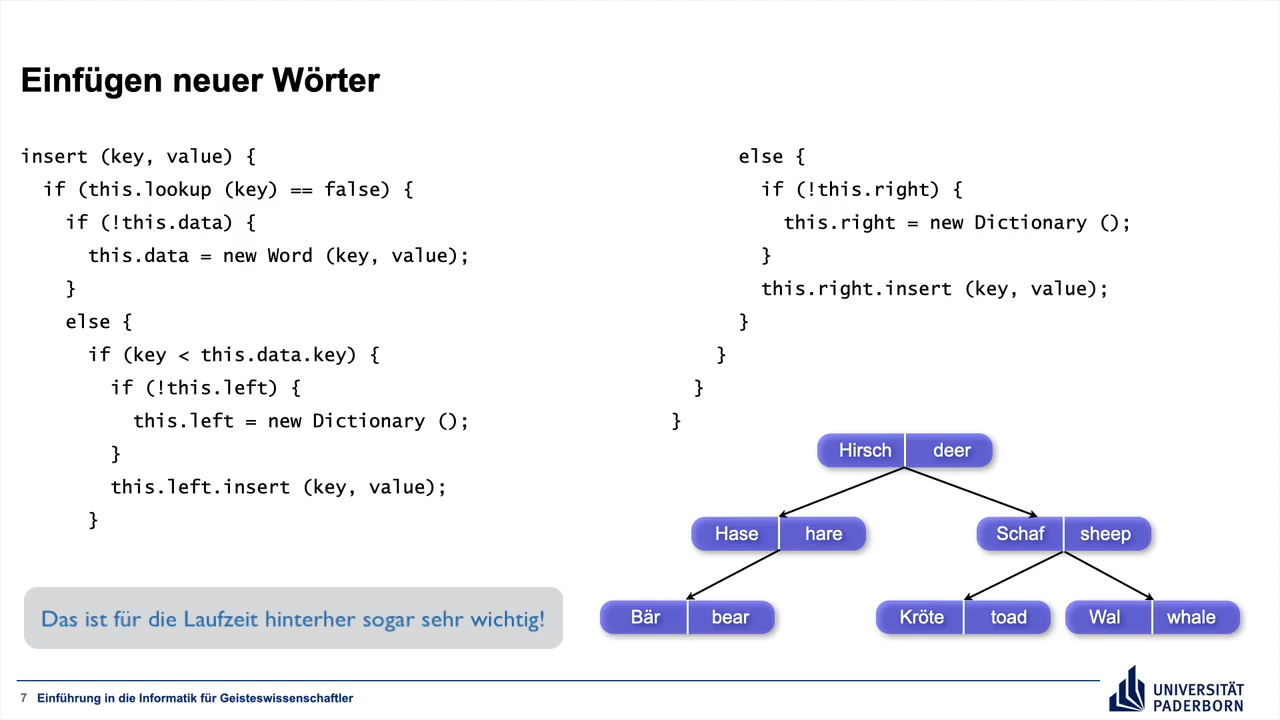 Einfügen neuer Wörter
insert (key, value) {
if (this.lookup (key) == false) {
if (!this.data) {
this.data = new Word (key, value);
}
else {
if (key < this.data.key) {
if (!this.left) {
this.left = new Dictionary ();
}
this.left.insert (key, value);
}
else {
if (!this.right) {
this.right = new Dictionary ();
}
this.right.insert (key, value);
}
}
}
}
Hirsch deer
Hase hare
Schaf sheep
Bär bear
Kröte toad
Wal whale
Das ist für die Laufzeit hinterher sogar sehr wichtig!
7 Einführung in die Informatik für Geisteswissenschaftler
UNIVERSITÄT
PADERBORN